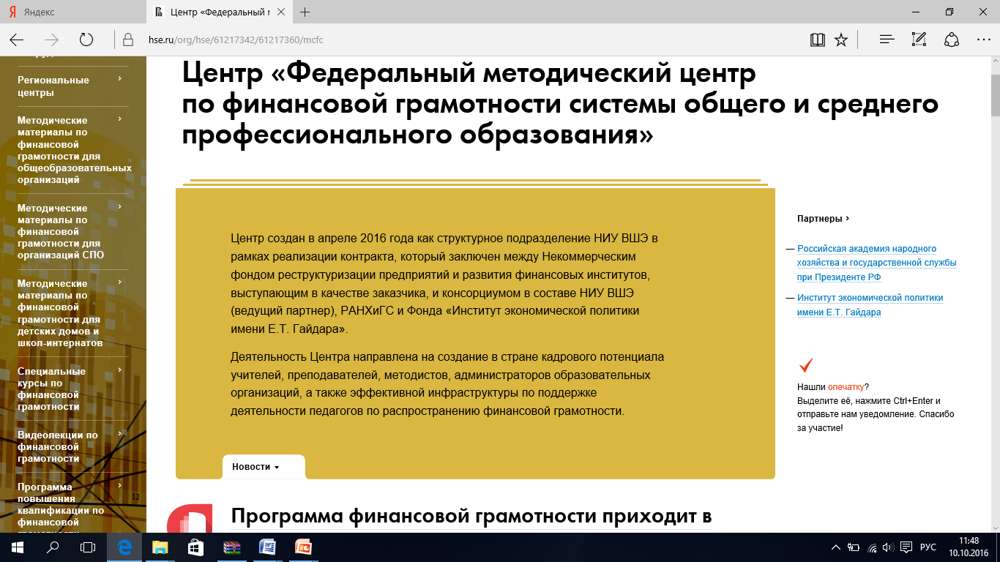 Яндекс
Центр «Федеральный м
hse.ru/org/hse/61217342/61217360/mcfc
Региональные
центры
Методические
материалы по
финансовой
грамотности для
общеобразовательных
организаций
Методические
материалы по
финансовой
грамотности для
организаций СПО
Методические
материалы по
финансовой
грамотности для
детских домов и
школ-интернатов
Специальные
курсы по
финансовой
грамотности
Видеолекции по
финансовой
грамотности
Программа
повышения
12
квалификации по
финансовой
Центр «Федеральный методический центр
по финансовой грамотности системы общего и среднего
профессионального образования»
Центр создан в апреле 2016 года как структурное подразделение НИУ ВШЭ в
рамках реализации контракта, который заключен между Некоммерческим
фондом реструктуризации предприятий и развития финансовых институтов,
выступающим в качестве заказчика, и консорциумом в составе НИУ ВШЭ
(ведущий партнер), РАНХиГС и Фонда «Институт экономической политики
имени Е.Т. Гайдара».
Деятельность Центра направлена на создание в стране кадрового потенциала
учителей, преподавателей, методистов, администраторов образовательных
организаций, а также эффективной инфраструктуры по поддержке
деятельности педагогов по распространению финансовой грамотности.
Новости
Программа финансовой грамотности приходит в
Партнеры
— Российская академия народного
хозяйства и государственной службы
при Президенте РФ
— Институт экономической политики
имени Е.Т. Гайдара
Нашли опечатку?
Выделите её, нажмите Ctrl+Enter и
отправьте нам уведомление. Спасибо
за участие!
РУС
11:48
10.10.2016